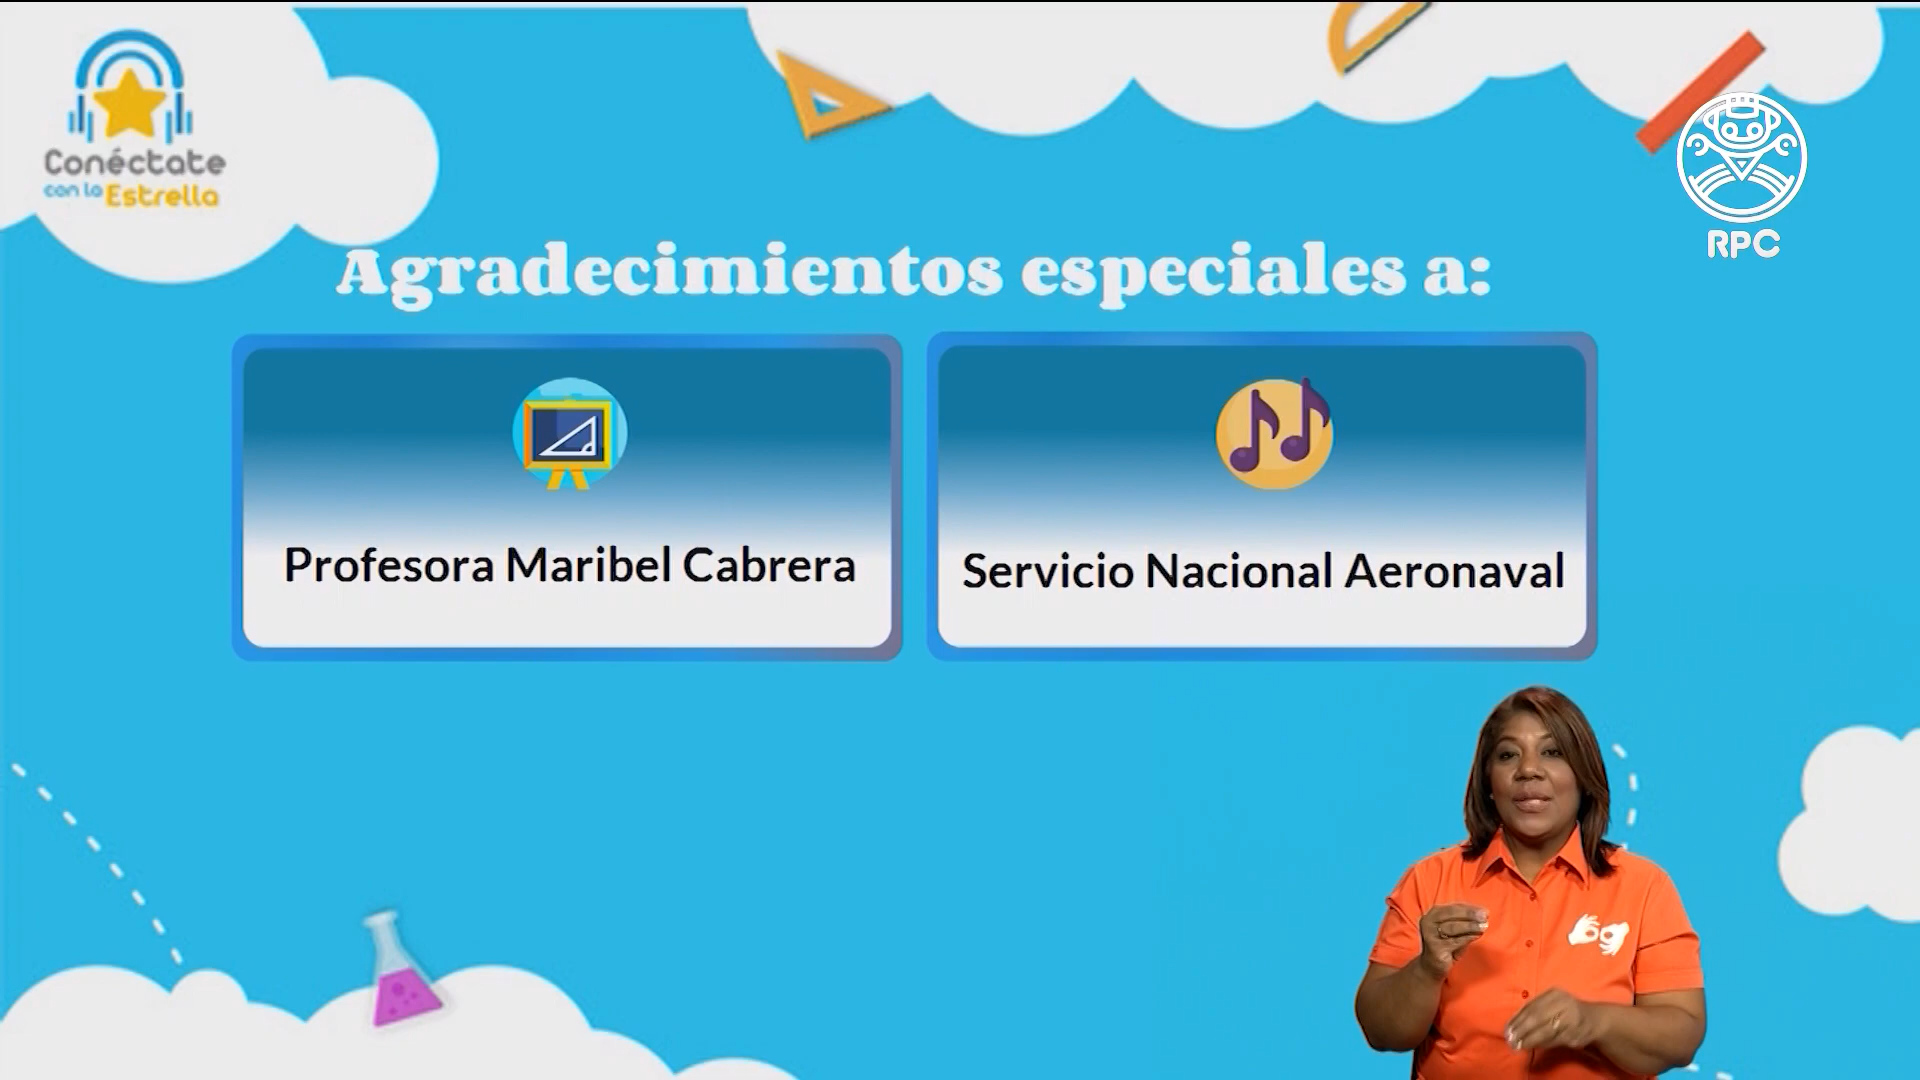 Conéctate
con la Estrella
RPC
Agradecimientos especiales a:
Profesora Maribel Cabrera
Servicio Nacional Aeronaval